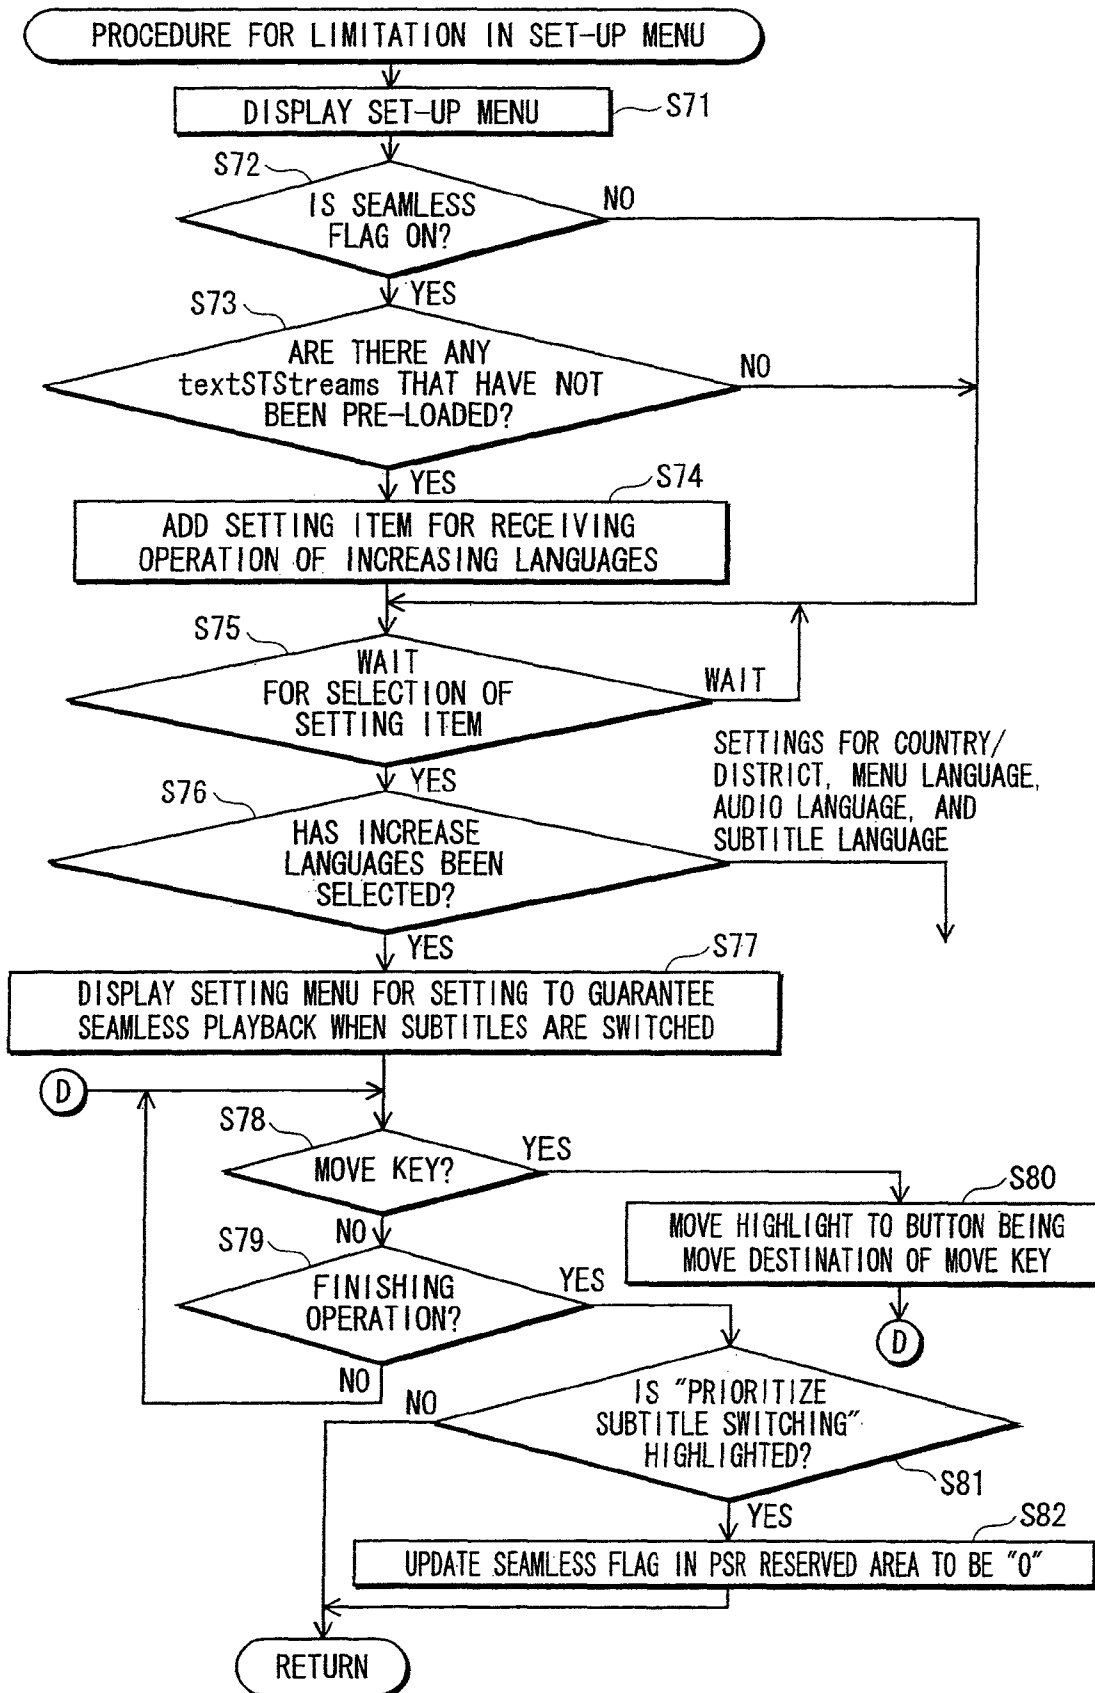 PROCEDURE FOR LIMITATION IN SET-UP MENU
DISPLAY SET-UP MENU
S71
S72
IS SEAMLESS
FLAG ON?
NO
YES
S73
ARE THERE ANY
textSTStreams THAT HAVE NOT
BEEN PRE-LOADED?
NO
YES
S74
ADD SETTING ITEM FOR RECEIVING
OPERATION OF INCREASING LANGUAGES
S75
WAIT
FOR SELECTION OF
SETTING ITEM
WAIT
YES
SETTINGS FOR COUNTRY/
DISTRICT, MENU LANGUAGE,
AUDIO LANGUAGE, AND
SUBTITLE LANGUAGE
S76
HAS INCREASE
LANGUAGES BEEN
SELECTED?
YES
S77
DISPLAY SETTING MENU FOR SETTING TO GUARANTEE
SEAMLESS PLAYBACK WHEN SUBTITLES ARE SWITCHED
D
S78
MOVE KEY?
YES
NO
S80
MOVE HIGHLIGHT TO BUTTON BEING
MOVE DESTINATION OF MOVE KEY
D
S79
FINISHING
OPERATION?
YES
NO
IS "PRIORITIZE
SUBTITLE SWITCHING"
HIGHLIGHTED?
NO
S81
YES
S82
UPDATE SEAMLESS FLAG IN PSR RESERVED AREA TO BE "0"
RETURN